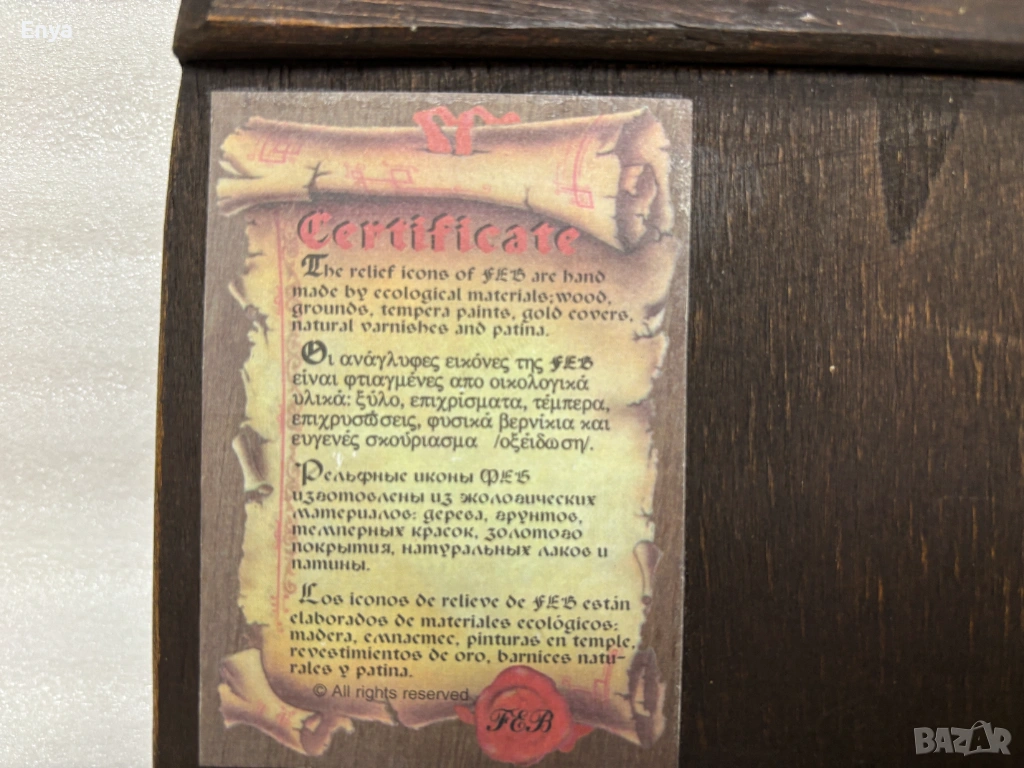 Enya
Certificate
The relief icons of FEB are hand
made by ecological materials; wood,
grounds, tempera paints, gold covers,
natural varnishes and patina.
Οι ανάγλυφες εικόνες της FEB
είναι φτιαγμένες απο οικολογικά
υλικά: ξύλο, επιχρίσματα, τέμπερα,
επιχρυσώσεις, φυσικά βερνίκια και
ευγενές σκούριασμα /οξείδωση/.
Рельфные иконы ФЕБ
изготовлены из экологических
материалов: дерева, грунтов,
темперных красок, золотого
покрытия, натуральных лаков и
патины.
Los iconos de relieve de FEB están
elaborados de materiales ecológicos:
madera, емпастес, pinturas en temple,
revestimientos de oro, barnices natu-
rales y patina.
© All rights reserved
FEB
BAZAR